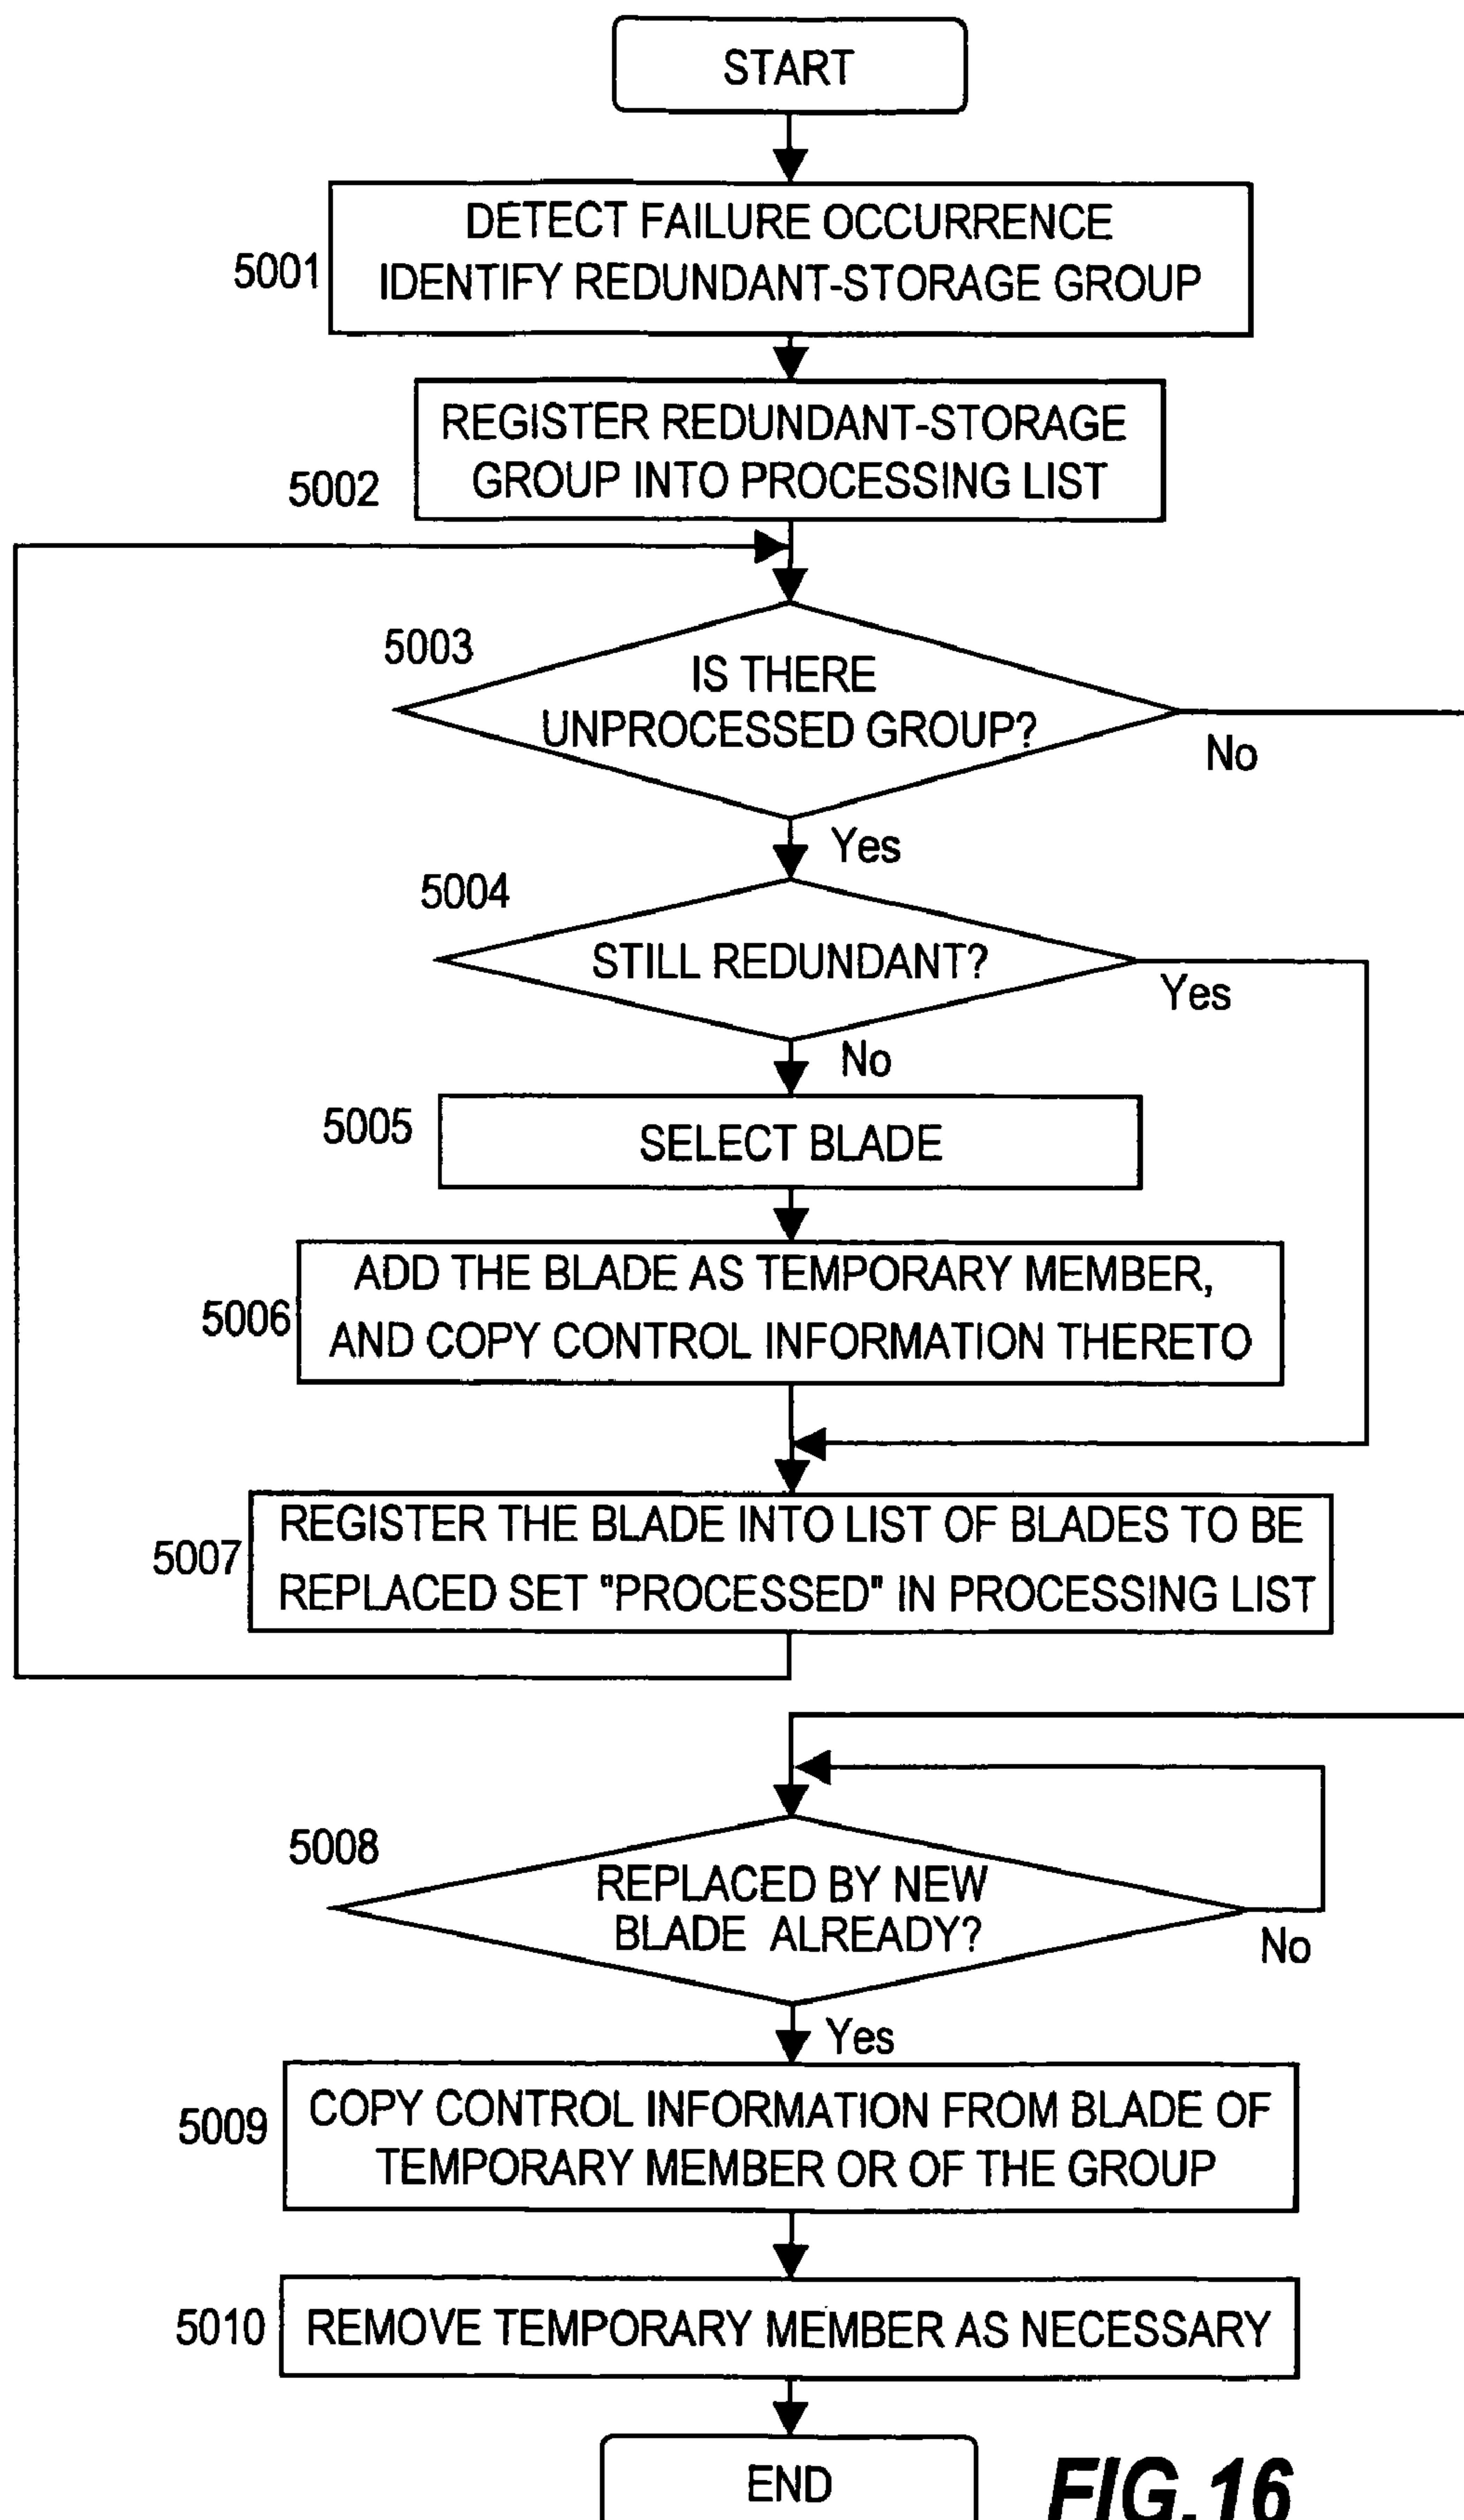 START
DETECT FAILURE OCCURRENCE
IDENTIFY REDUNDANT-STORAGE GROUP
5001
REGISTER REDUNDANT-STORAGE
GROUP INTO PROCESSING LIST
5002
5003
IS THERE
UNPROCESSED GROUP?
No
Yes
5004
STILL REDUNDANT?
Yes
No
5005
SELECT BLADE
5006
ADD THE BLADE AS TEMPORARY MEMBER,
AND COPY CONTROL INFORMATION THERETO
5007
REGISTER THE BLADE INTO LIST OF BLADES TO BE
REPLACED SET "PROCESSED" IN PROCESSING LIST
5008
REPLACED BY NEW
BLADE ALREADY?
No
Yes
5009
COPY CONTROL INFORMATION FROM BLADE OF
TEMPORARY MEMBER OR OF THE GROUP
5010
REMOVE TEMPORARY MEMBER AS NECESSARY
END
FIG.16